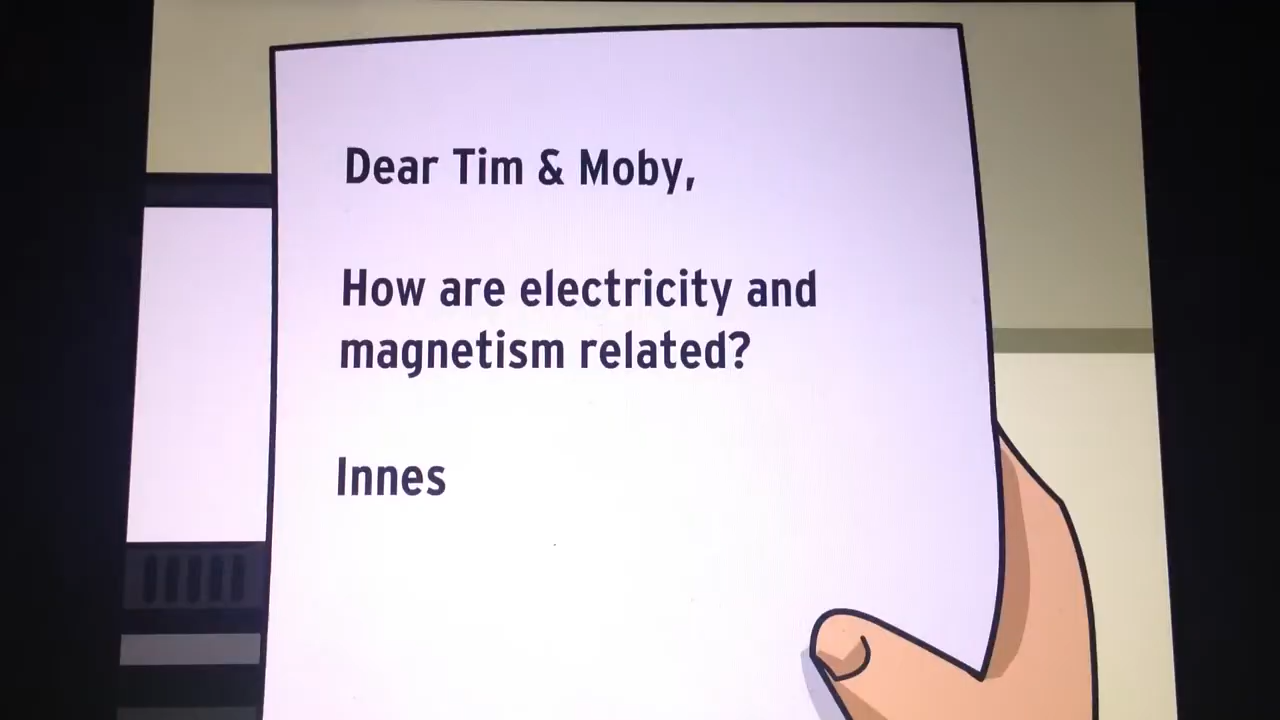 Dear Tim & Moby,
How are electricity and
magnetism related?
Innes